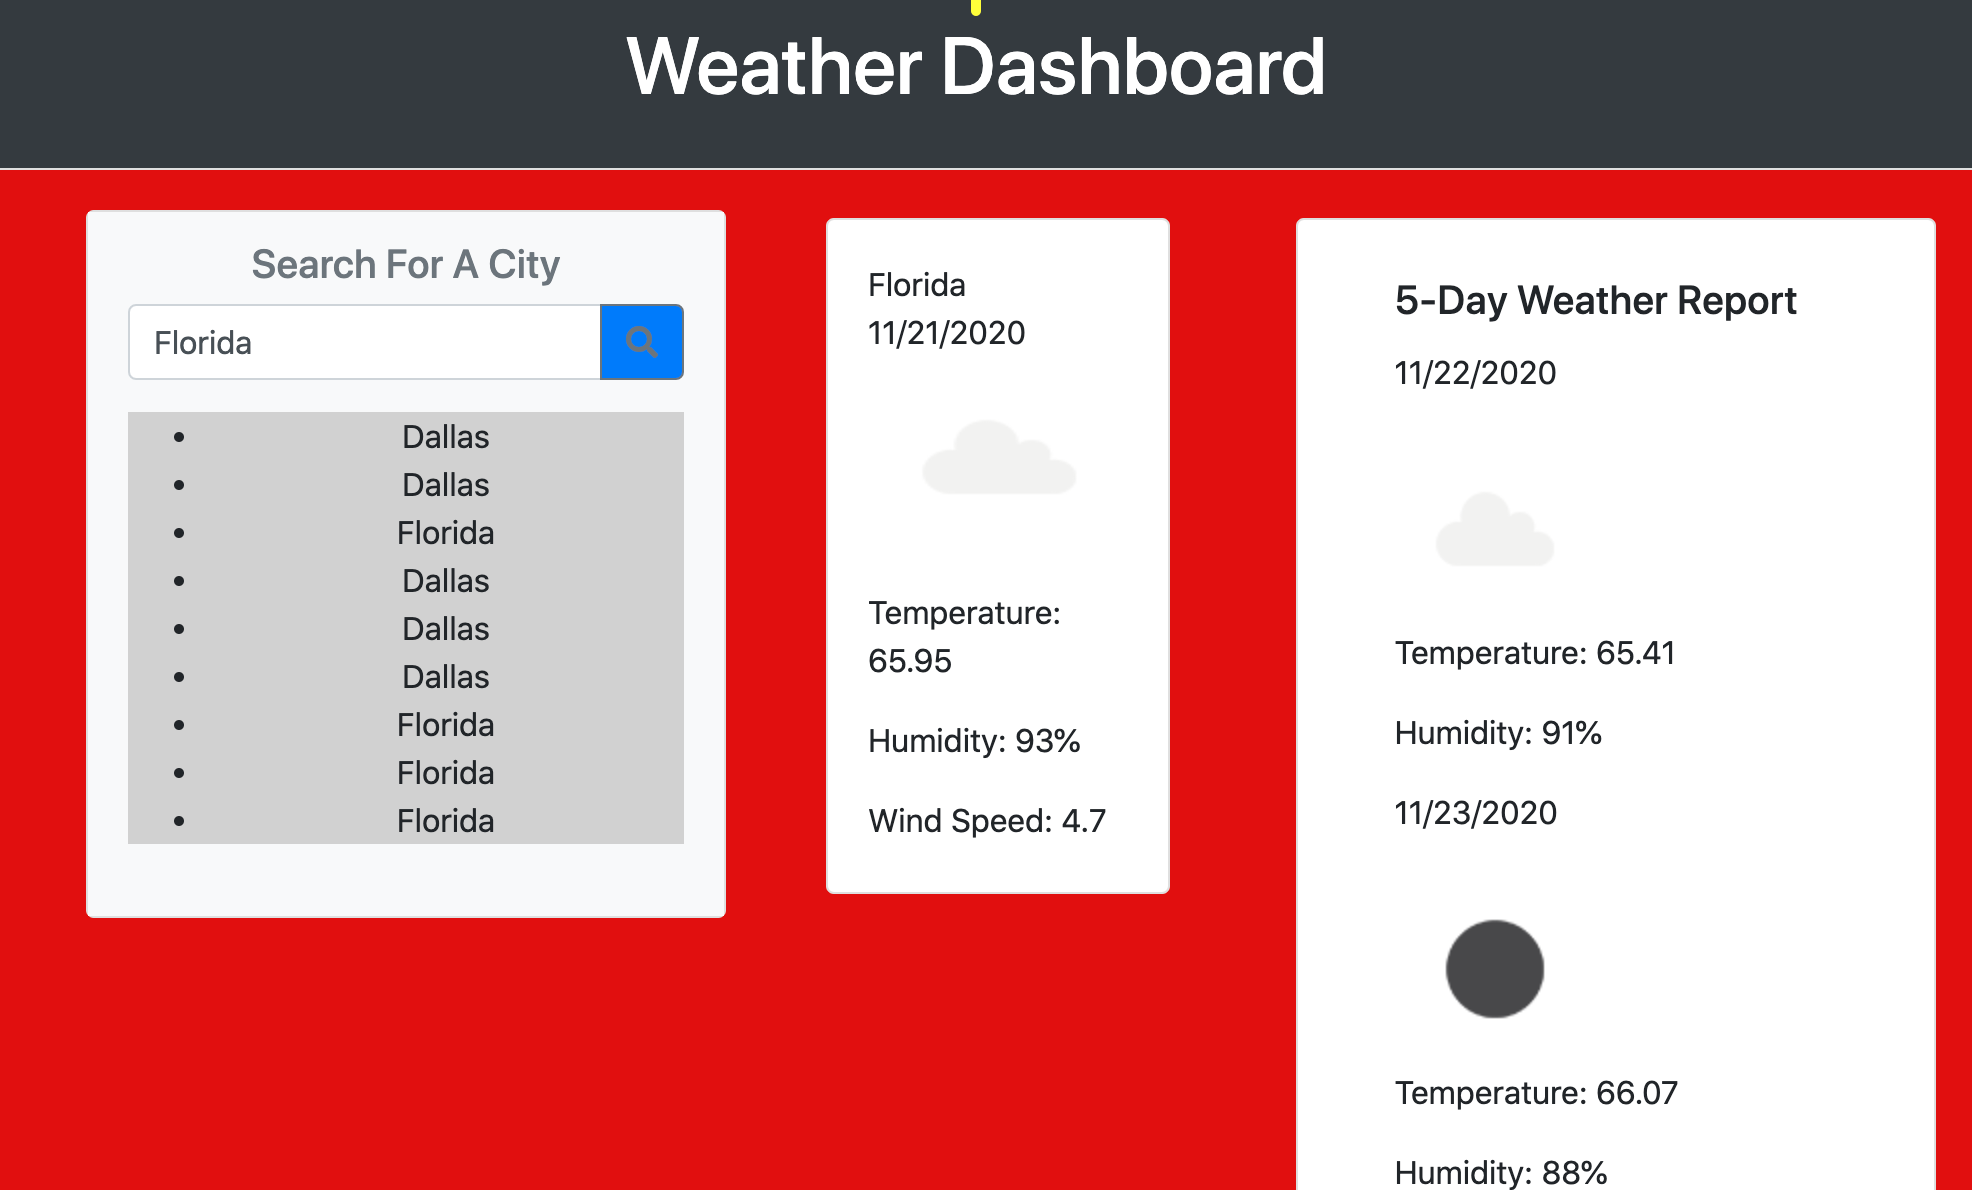 Weather Dashboard
Search For A City
Florida
• Dallas
• Dallas
• Florida
• Dallas
• Dallas
• Dallas
• Florida
• Florida
• Florida
Florida
11/21/2020
Temperature:
65.95
Humidity: 93%
Wind Speed: 4.7
5-Day Weather Report
11/22/2020
Temperature: 65.41
Humidity: 91%
11/23/2020
Temperature: 66.07
Humidity: 88%